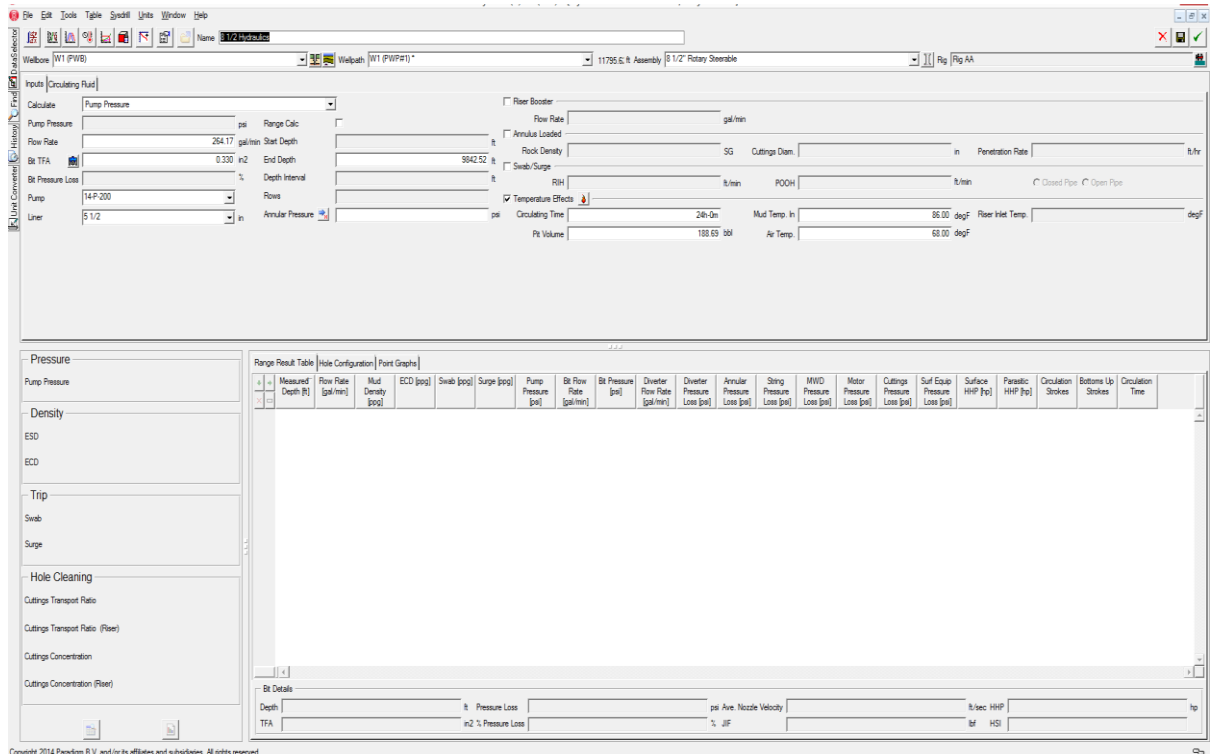 File Edit Tools Table Sysdrill Units Window Help
Name 8 1/2 Hydraulics
Wellbore W1 (PWB) Wellpath W1 (PWP#1) * 11795.6; ft Assembly 8 1/2" Rotary Steerable Rig Rig AA
DataSelector
Find
History
Unit Converter
Inputs Circulating Fluid
Calculate Pump Pressure
Pump Pressure psi Range Calc
Flow Rate 264.17 gal/min Start Depth ft
Bit TFA 0.330 in2 End Depth 9842.52 ft
Bit Pressure Loss % Depth Interval ft
Pump 14-P-200 Rows
Liner 5 1/2 in Annular Pressure psi
Riser Booster
Flow Rate gal/min
Annulus Loaded
Rock Density SG Cuttings Diam. in Penetration Rate ft/hr
Swab/Surge
RIH ft/min POOH ft/min Closed Pipe Open Pipe
Temperature Effects
Circulating Time 24h-0m Mud Temp. In 86.00 degF Riser Inlet Temp. degF
Pit Volume 188.69 bbl Air Temp. 68.00 degF
Pressure
Pump Pressure
Density
ESD
ECD
Trip
Swab
Surge
Hole Cleaning
Cuttings Transport Ratio
Cuttings Transport Ratio (Riser)
Cuttings Concentration
Cuttings Concentration (Riser)
Range Result Table Hole Configuration Point Graphs
Measured Depth [ft] Flow Rate [gal/min] Mud Density [ppg] ECD [ppg] Swab [ppg] Surge [ppg] Pump Pressure [psi] Bit Flow Rate [gal/min] Bit Pressure [psi] Diverter Flow Rate [gal/min] Diverter Pressure Loss [psi] Annular Pressure Loss [psi] String Pressure Loss [psi] MWD Pressure Loss [psi] Motor Pressure Loss [psi] Cuttings Pressure Loss [psi] Surf Equip Pressure Loss [psi] Surface HHP [hp] Parasitic HHP [hp] Circulation Strokes Bottoms Up Strokes Circulation Time
Bit Details
Depth ft Pressure Loss psi Ave. Nozzle Velocity ft/sec HHP hp
TFA in2 % Pressure Loss % JIF lbf HSI
Copyright 2014 Paradigm B.V. and/or its affiliates and subsidiaries. All rights reserved.